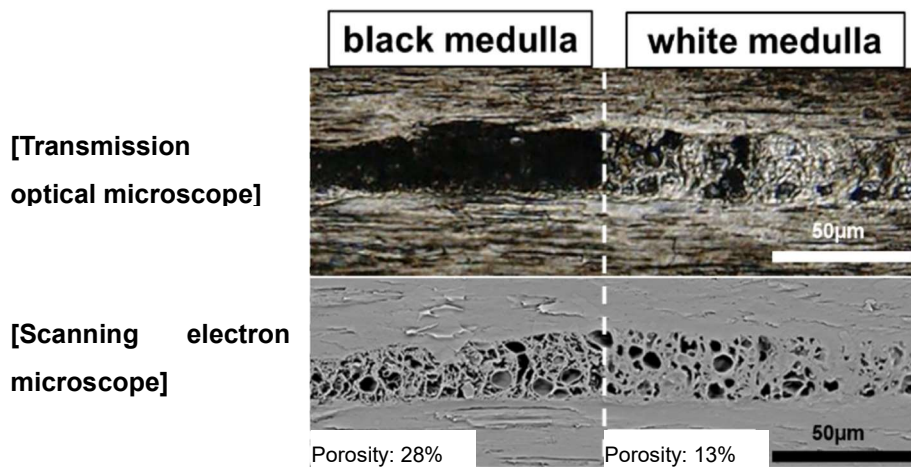 black medulla
white medulla
[Transmission
optical microscope]
50μm
[Scanning electron
microscope]
50μm
Porosity: 28%
Porosity: 13%